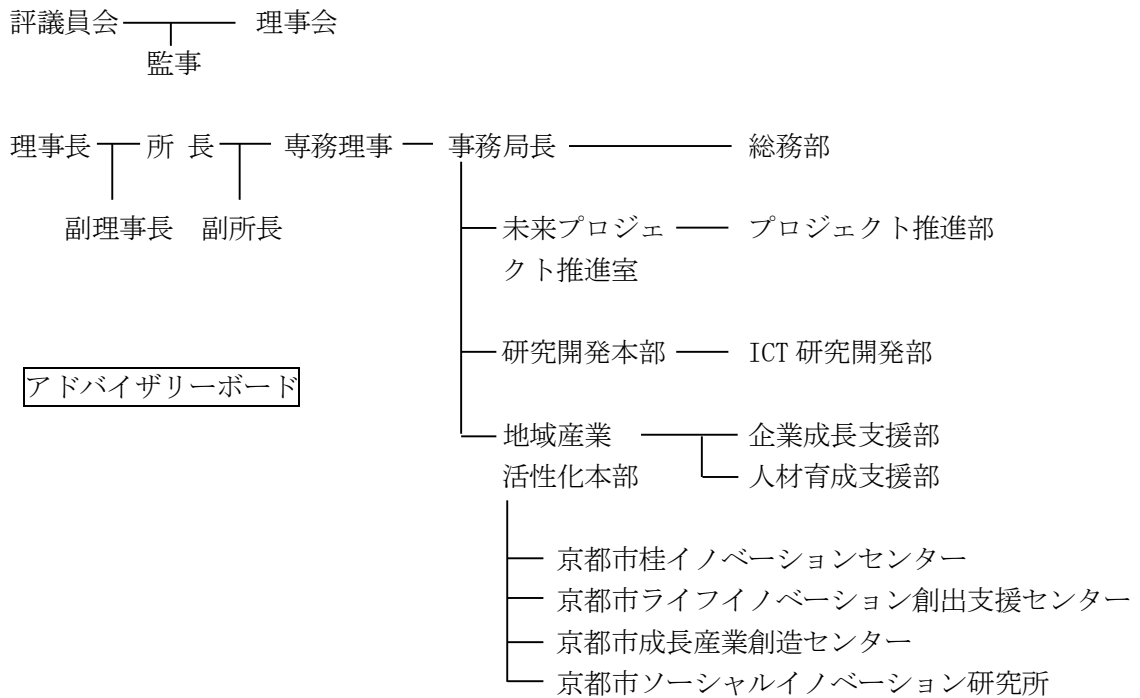 評議員会 理事会
監事
理事長 所 長 専務理事 事務局長 総務部
副理事長 副所長 未来プロジェ プロジェクト推進部
クト推進室
研究開発本部 ICT 研究開発部
アドバイザリーボード
地域産業 企業成長支援部
活性化本部 人材育成支援部
京都市桂イノベーションセンター
京都市ライフイノベーション創出支援センター
京都市成長産業創造センター
京都市ソーシャルイノベーション研究所